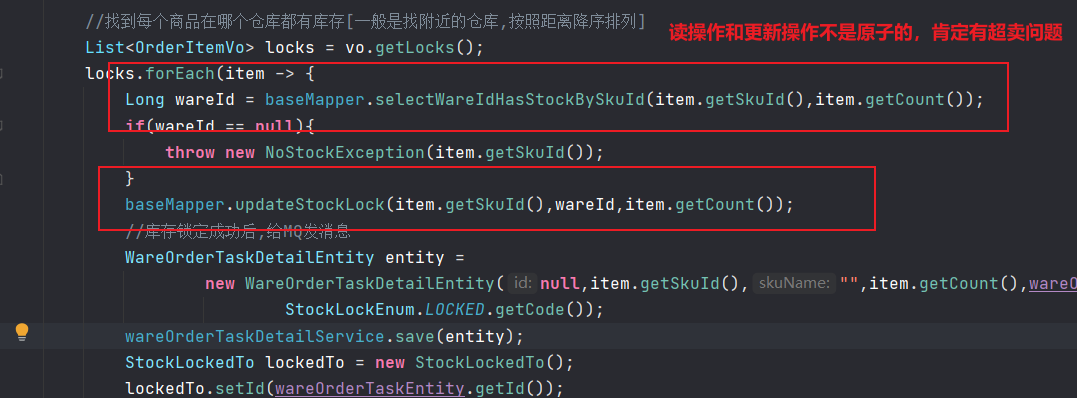 //找到每个商品在哪个仓库都有库存[一般是找附近的仓库,按照距离降序排列]
读操作和更新操作不是原子的，肯定有超卖问题
List<OrderItemVo> locks = vo.getLocks();
locks.forEach(item -> {
Long wareId = baseMapper.selectWareIdHasStockBySkuId(item.getSkuId(),item.getCount());
if(wareId == null){
throw new NoStockException(item.getSkuId());
}
baseMapper.updateStockLock(item.getSkuId(),wareId,item.getCount());
//库存锁定成功后,给MQ发消息
WareOrderTaskDetailEntity entity =
new WareOrderTaskDetailEntity( id: null,item.getSkuId(), skuName: "",item.getCount(),wareO
StockLockEnum.LOCKED.getCode());
wareOrderTaskDetailService.save(entity);
StockLockedTo lockedTo = new StockLockedTo();
lockedTo.setId(wareOrderTaskEntity.getId());